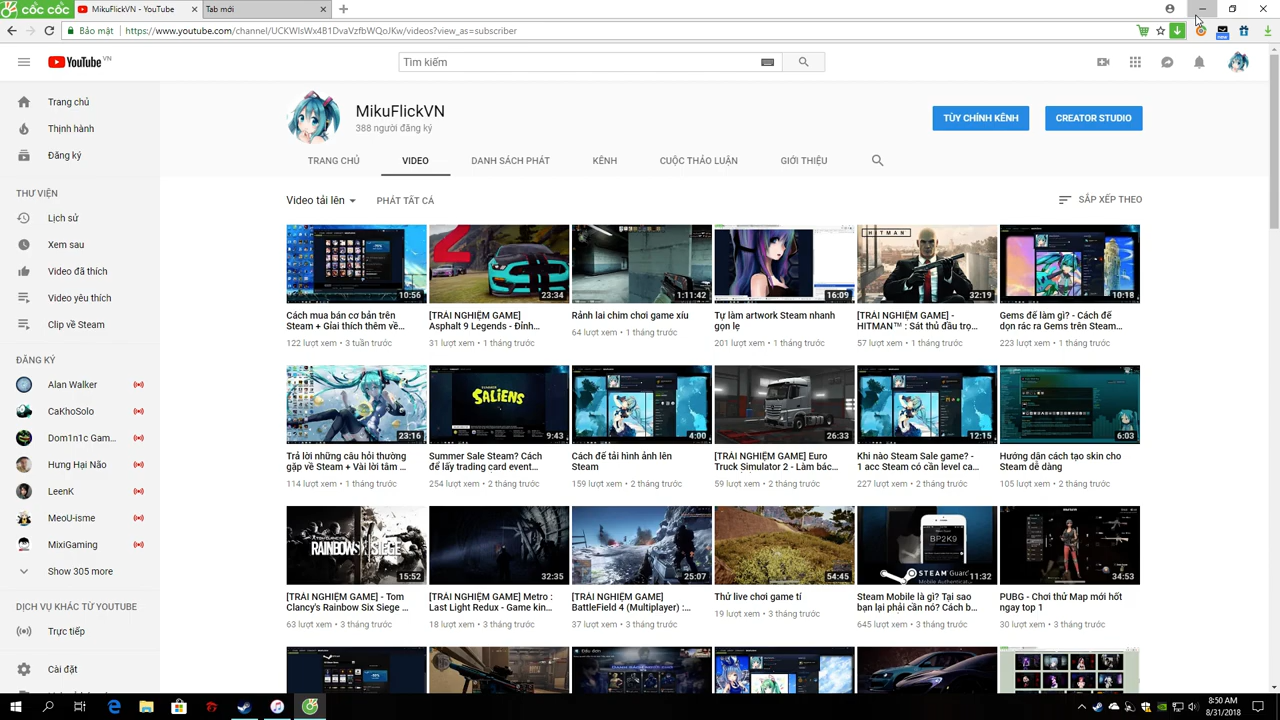 cốc cốc
MikuFlickVN - YouTube
Tab mới
Bảo mật
https://www.youtube.com/channel/UCKWIsWx4B1DvaVzfbWQoJKw/videos?view_as=subscriber
YouTube VN
Tìm kiếm
Trang chủ
Thịnh hành
Đăng ký
THƯ VIỆN
Lịch sử
Xem sau
Video đã thích
Video yêu thích
Clip về Steam
ĐĂNG KÝ
Alan Walker
CaKhoSolo
Dom1n1c Gam...
Hưng Hại Não
LeenK
MeoU-isme
MixiGaming
Show 305 more
DỊCH VỤ KHÁC TỪ YOUTUBE
Trực tiếp
Cài đặt
MikuFlickVN
388 người đăng ký
TÙY CHỈNH KÊNH
CREATOR STUDIO
TRANG CHỦ
VIDEO
DANH SÁCH PHÁT
KÊNH
CUỘC THẢO LUẬN
GIỚI THIỆU
Video tải lên
PHÁT TẤT CẢ
SẮP XẾP THEO
10:56
23:34
1:11:42
16:09
HITMAN
32:19
10:18
Cách mua bán cơ bản trên
Steam + Giai thích thêm về...
122 lượt xem • 3 tuần trước
[TRẢI NGHIỆM GAME]
Asphalt 9 Legends - Đỉnh...
31 lượt xem • 1 tháng trước
Rảnh lai chim chơi game xíu
64 lượt xem • 1 tháng trước
Tự làm artwork Steam nhanh
gọn lẹ
201 lượt xem • 1 tháng trước
[TRẢI NGHIỆM GAME] -
HITMAN™ : Sát thủ đầu trọ...
57 lượt xem • 1 tháng trước
Gems để làm gì? - Cách để
dọn rác ra Gems trên Steam...
223 lượt xem • 1 tháng trước
23:16
SUMMER
SALIENS
9:43
4:00
26:33
12:15
6:03
Trả lời những câu hỏi thường
gặp về Steam + Vài lời tâm ...
114 lượt xem • 1 tháng trước
Summer Sale Steam? Cách
để lấy trading card event...
254 lượt xem • 2 tháng trước
Cách để tải hình ảnh lên
Steam
159 lượt xem • 2 tháng trước
[TRẢI NGHIỆM GAME] Euro
Truck Simulator 2 - Làm bác...
59 lượt xem • 2 tháng trước
Khi nào Steam Sale game? -
1 acc Steam có cần level ca...
227 lượt xem • 2 tháng trước
Hướng dẫn cách tạo skin cho
Steam dễ dàng
105 lượt xem • 2 tháng trước
RAINBOW SIEGE
15:52
32:35
25:07
54:45
BP2K9
STEAM GUARD
Mobile Authenticator
11:32
34:53
[TRẢI NGHIỆM GAME] - Tom
Clancy's Rainbow Six Siege ...
63 lượt xem • 3 tháng trước
[TRẢI NGHIỆM GAME] Metro :
Last Light Redux - Game kin...
18 lượt xem • 3 tháng trước
[TRẢI NGHIỆM GAME]
BattleField 4 (Multiplayer) :...
37 lượt xem • 3 tháng trước
Thử live chơi game tí
19 lượt xem • 3 tháng trước
Steam Mobile là gì? Tại sao
bạn lại phải cần nó? Cách b...
645 lượt xem • 3 tháng trước
PUBG - Chơi thử Map mới hốt
ngay top 1
30 lượt xem • 3 tháng trước
8:50 AM
8/31/2018